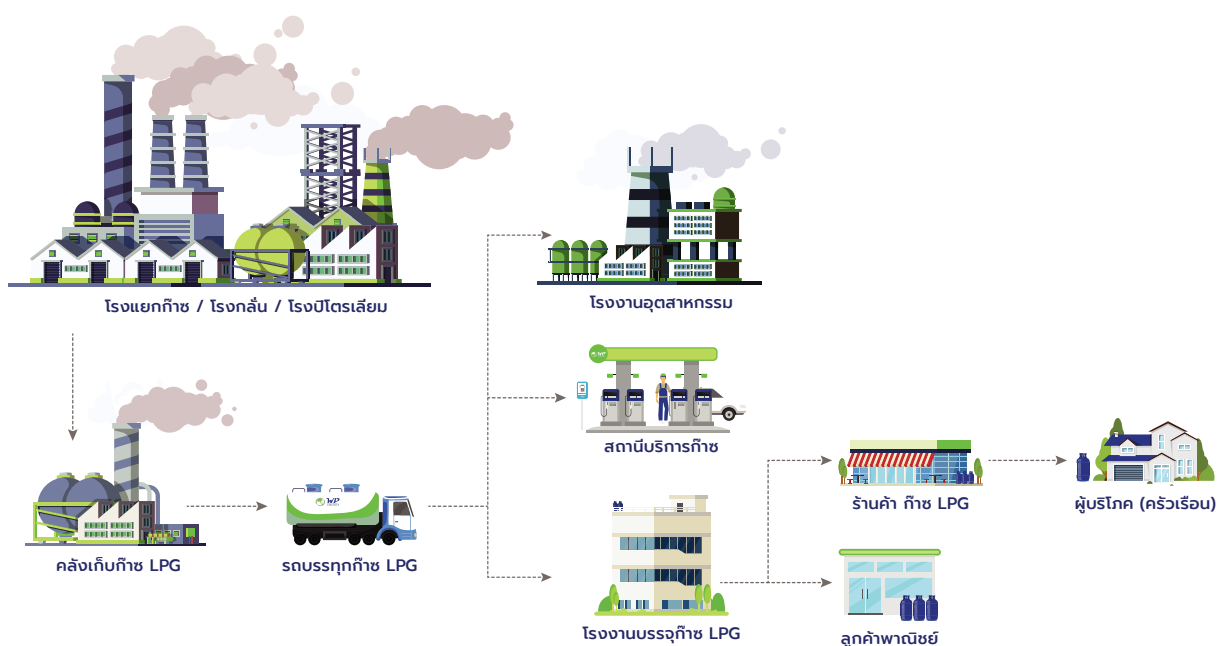 โรงแยกก๊าซ / โรงกลั่น / โรงปิโตรเลียม
โรงงานอุตสาหกรรม
WP
สถานีบริการก๊าซ
ร้านค้า ก๊าซ LPG
ผู้บริโภค (ครัวเรือน)
WP
คลังเก็บก๊าซ LPG
รถบรรทุกก๊าซ LPG
โรงงานบรรจุก๊าซ LPG
ลูกค้าพาณิชย์